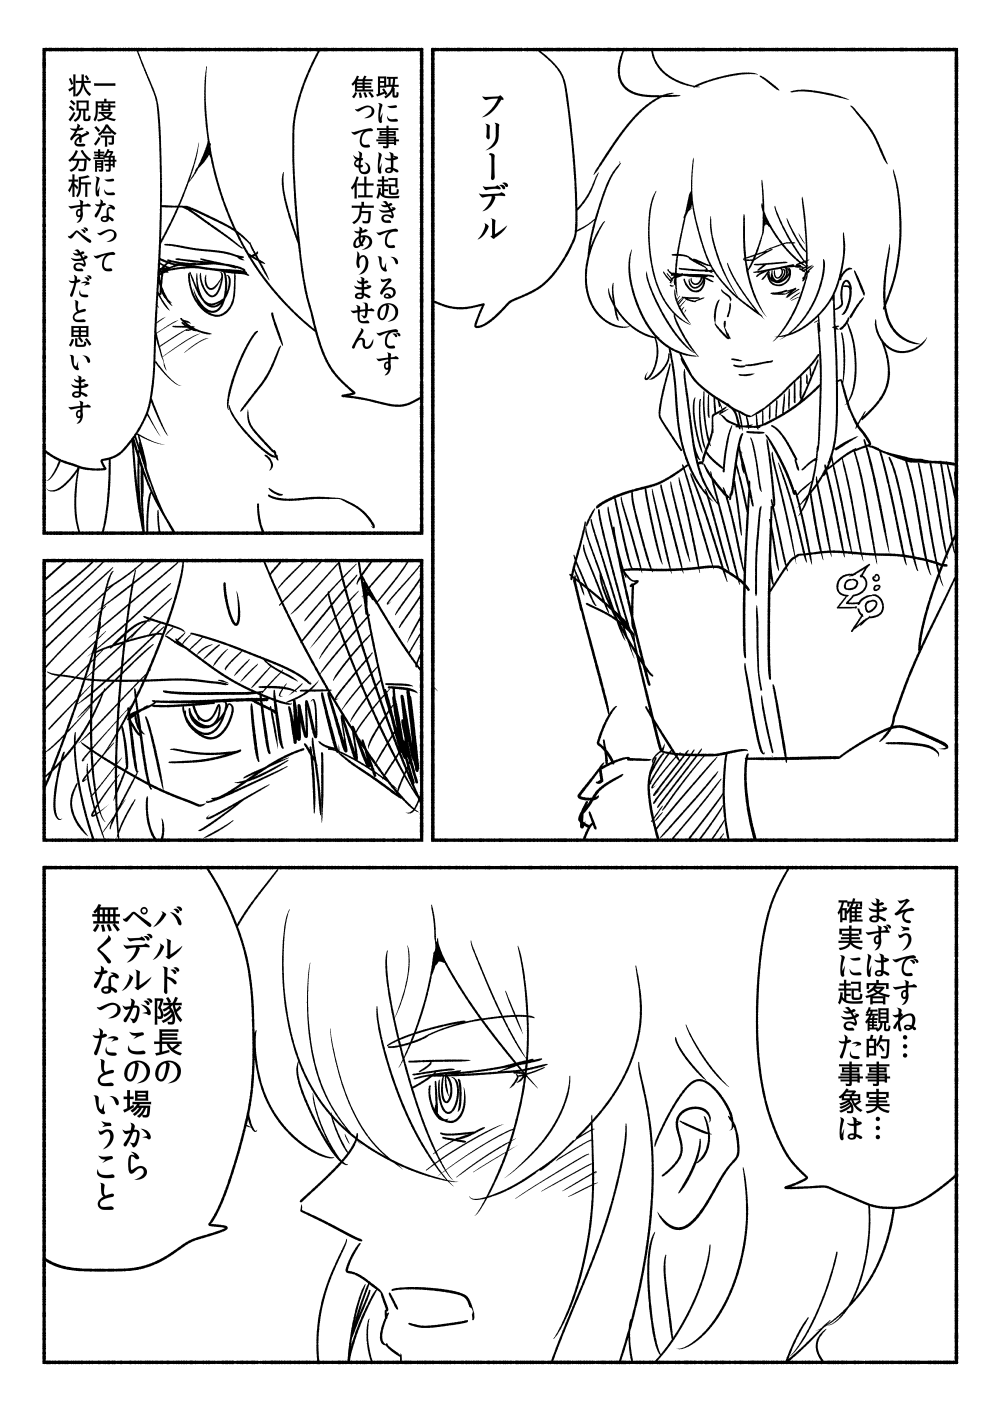 フリーデル
既に事は起きているのです
焦っても仕方ありません
一度冷静になって
状況を分析すべきだと思います
そうですね…
まずは客観的事実…
確実に起きた事象は
バルド隊長の
ペデルがこの場から
無くなったということ